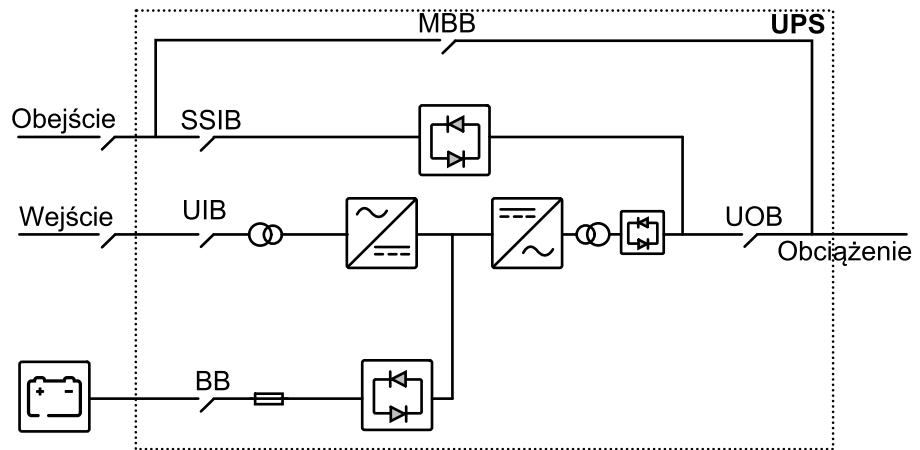 MBB
UPS
Obejście
SSIB
Wejście
UIB
UOB
Obciążenie
BB